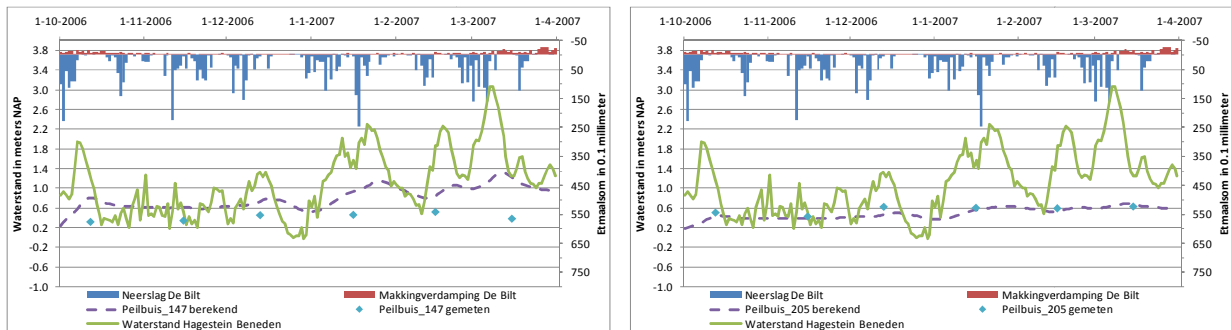 1-10-2006 1-11-2006 1-12-2006 1-1-2007 1-2-2007 1-3-2007 1-4-2007
Waterstand in meters NAP
3.8
3.4
3.0
2.6
2.2
1.8
1.4
1.0
0.6
0.2
-0.2
-0.6
-1.0
-50
50
150
250
350
450
550
650
750
Etmaalsom in 0.1 millimeter
Neerslag De Bilt
Makkingverdamping De Bilt
Peilbuis_147 berekend
Peilbuis_147 gemeten
Waterstand Hagestein Beneden
1-10-2006 1-11-2006 1-12-2006 1-1-2007 1-2-2007 1-3-2007 1-4-2007
Waterstand in meters NAP
3.8
3.4
3.0
2.6
2.2
1.8
1.4
1.0
0.6
0.2
-0.2
-0.6
-1.0
-50
50
150
250
350
450
550
650
750
Etmaalsom in 0.1 millimeter
Neerslag De Bilt
Makkingverdamping De Bilt
Peilbuis_205 berekend
Peilbuis_205 gemeten
Waterstand Hagestein Beneden